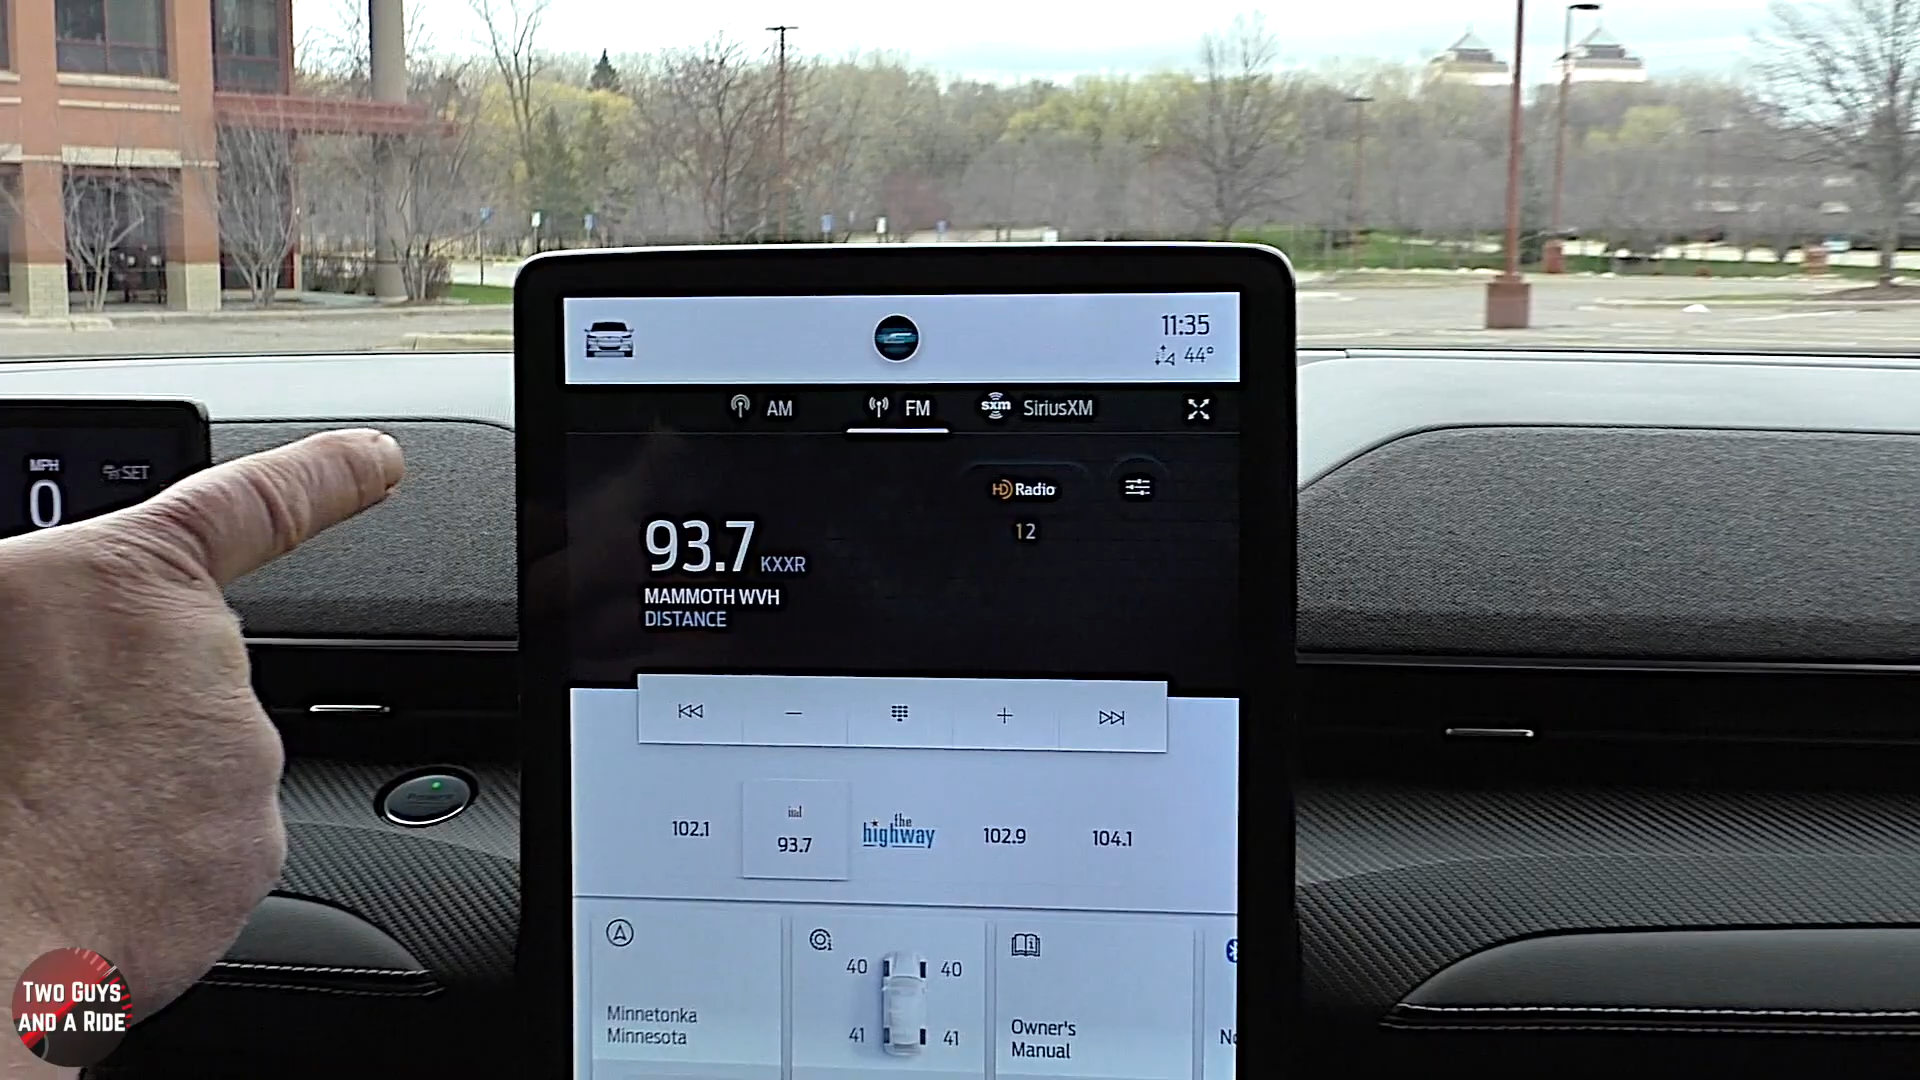 11:35
44°
AM
FM
sxm SiriusXM
MPH
0
SET
HD Radio
12
93.7 KXXR
MAMMOTH WVH
DISTANCE
102.1
93.7
the highway
102.9
104.1
40 40
41 41
Minnetonka
Minnesota
Owner's
Manual
TWO GUYS
AND A RIDE